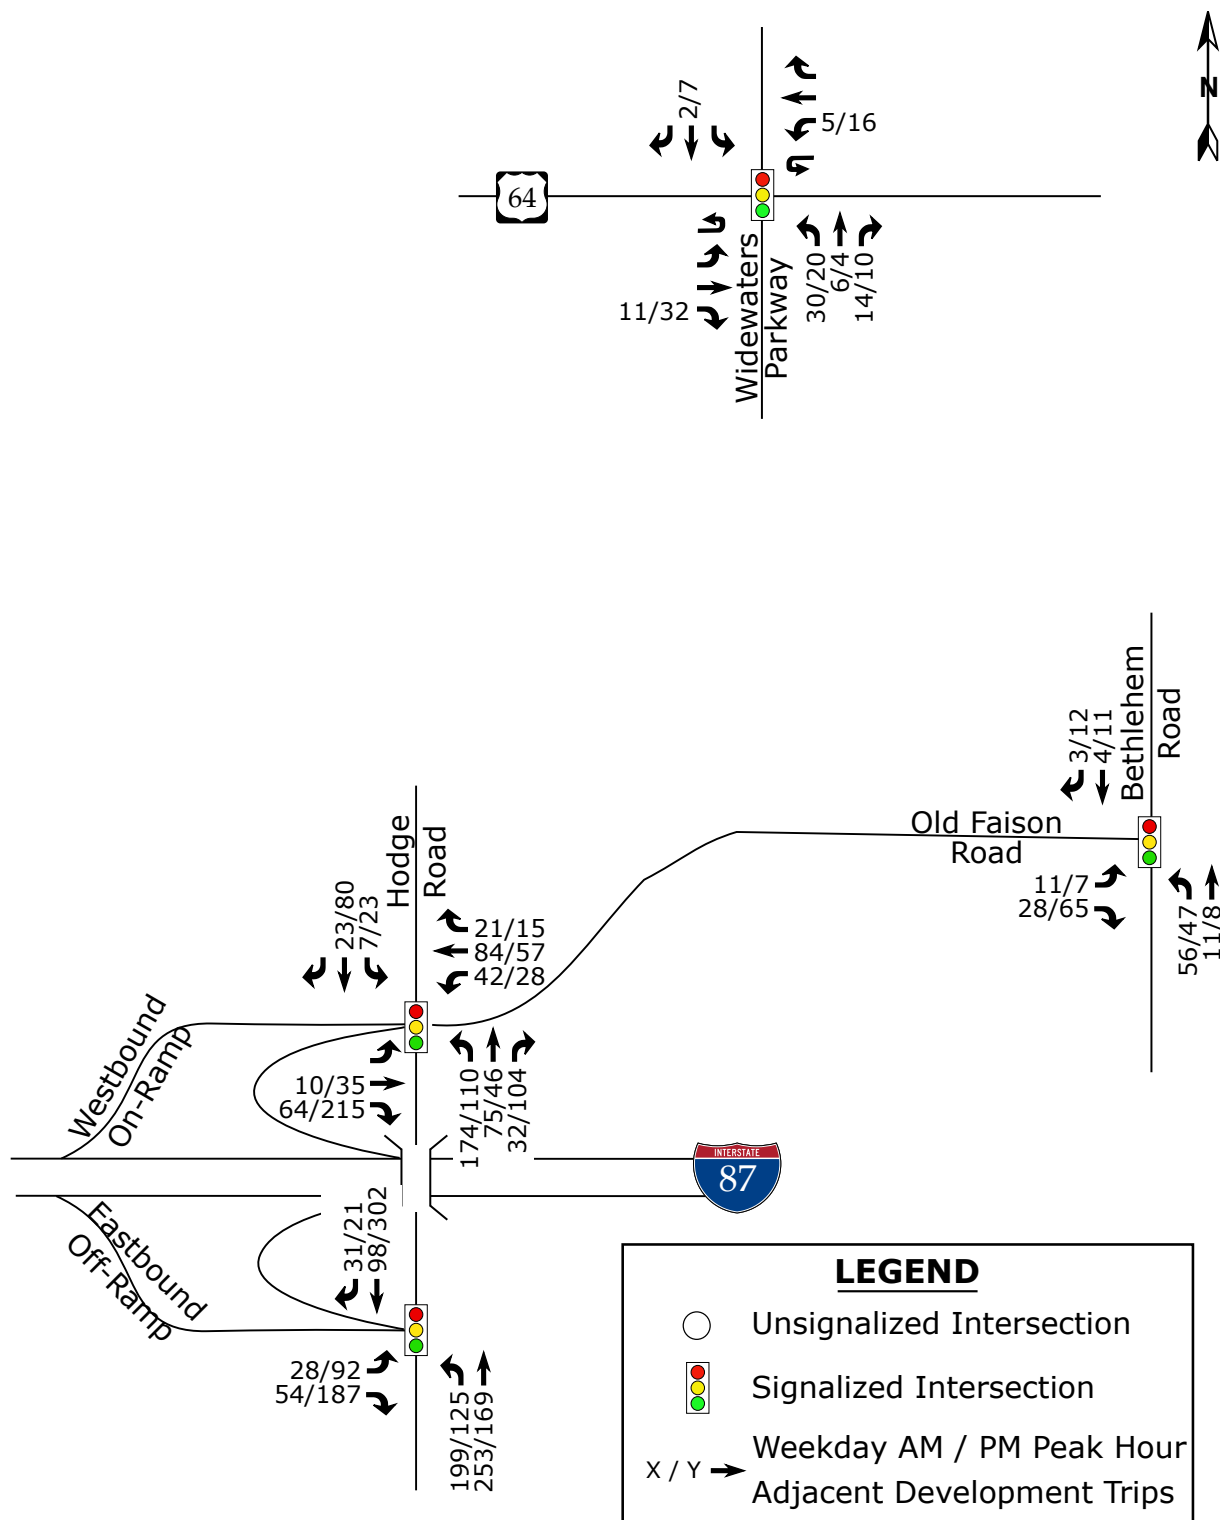 N
2/7
5/16
64
11/32
Widewaters
Parkway
30/20
6/4
14/10
3/12
4/11
Bethlehem
Road
Old Faison
Road
11/7
28/65
56/47
11/8
Hodge
Road
23/80
7/23
21/15
84/57
42/28
Westbound
On-Ramp
10/35
64/215
174/110
75/46
32/104
INTERSTATE
87
Eastbound
Off-Ramp
31/21
98/302
28/92
54/187
199/125
253/169
LEGEND
Unsignalized Intersection
Signalized Intersection
X / Y
Weekday AM / PM Peak Hour
Adjacent Development Trips